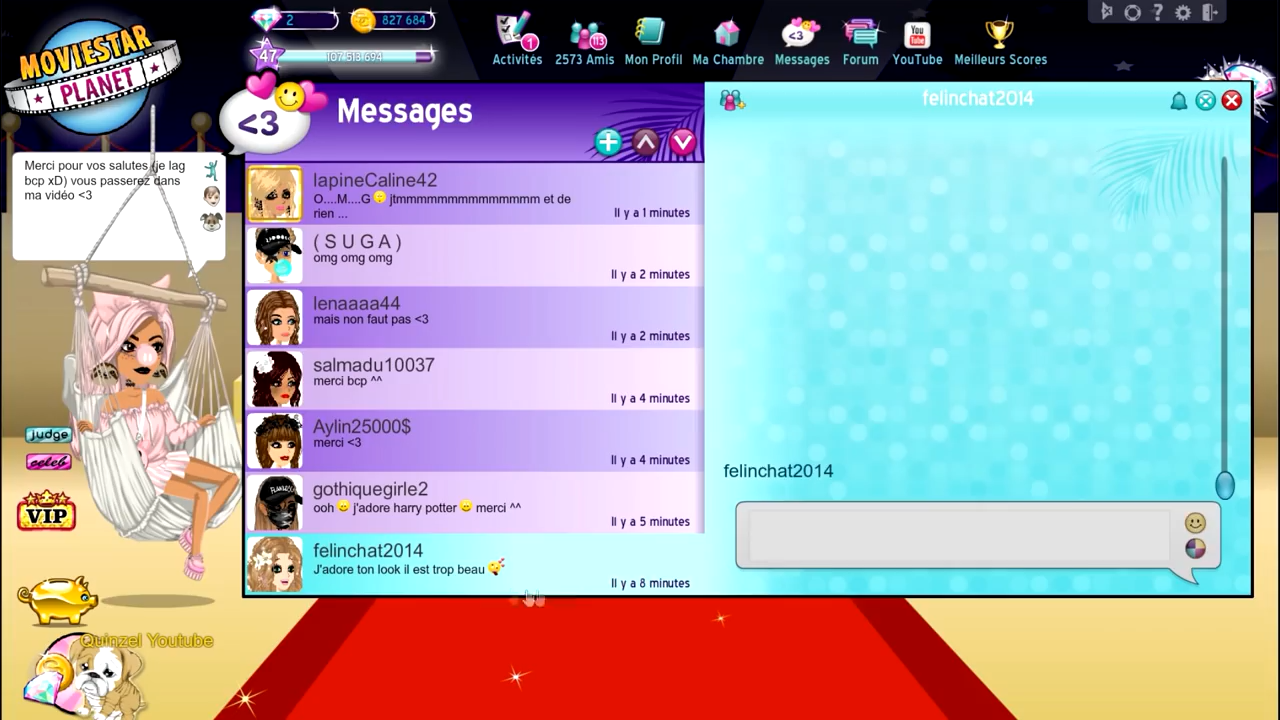 MOVIESTAR
PLANET
2
827 684
47
107 513 694
1
Activités
113
2573 Amis
Mon Profil
Ma Chambre
<3
Messages
Forum
You
Tube
YouTube
Meilleurs Scores
<3
Messages
felinchat2014
Merci pour vos salutes (je lag
bcp xD) vous passerez dans
ma vidéo <3
lapineCaline42
O....M....G jtmmmmmmmmmmmmmm et de
rien ...
Il y a 1 minutes
( S U G A )
omg omg omg
Il y a 2 minutes
lenaaaa44
mais non faut pas <3
Il y a 2 minutes
salmadu10037
merci bcp ^^
Il y a 4 minutes
Aylin25000$
merci <3
Il y a 4 minutes
gothiquegirle2
ooh j'adore harry potter merci ^^
Il y a 5 minutes
felinchat2014
J'adore ton look il est trop beau
Il y a 8 minutes
felinchat2014
judge
celeb
VIP
Quinzel Youtube